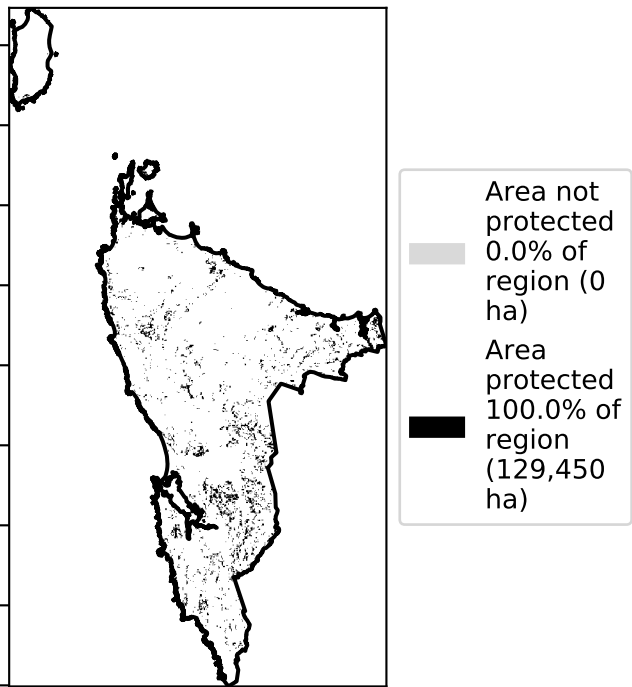 Area not
protected
0.0% of
region (0
ha)
Area
protected
100.0% of
region
(129,450
ha)